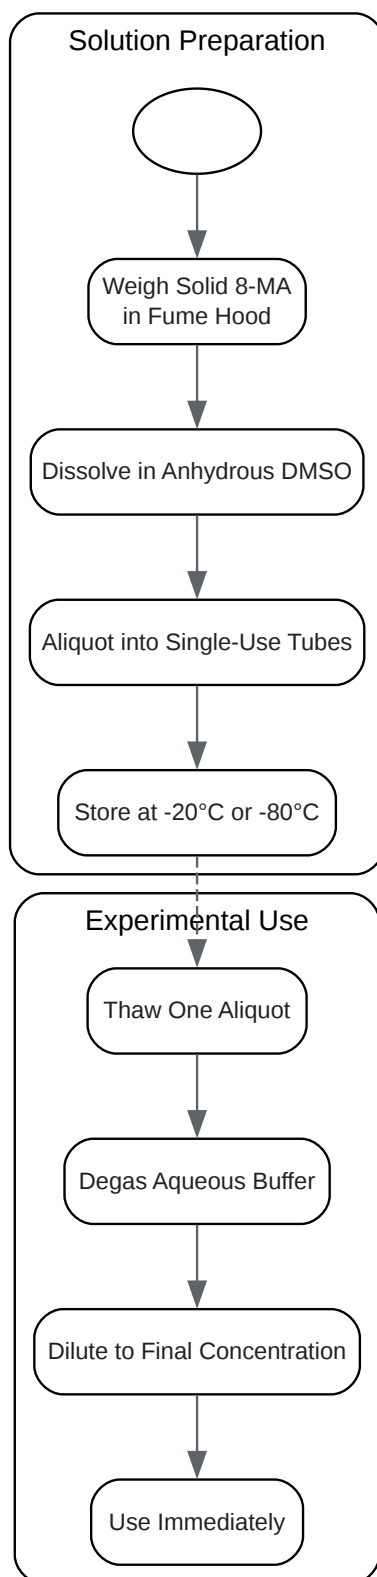 Solution Preparation
Weigh Solid 8-MA
in Fume Hood
Dissolve in Anhydrous DMSO
Aliquot into Single-Use Tubes
Store at -20°C or -80°C
Experimental Use
Thaw One Aliquot
Degas Aqueous Buffer
Dilute to Final Concentration
Use Immediately